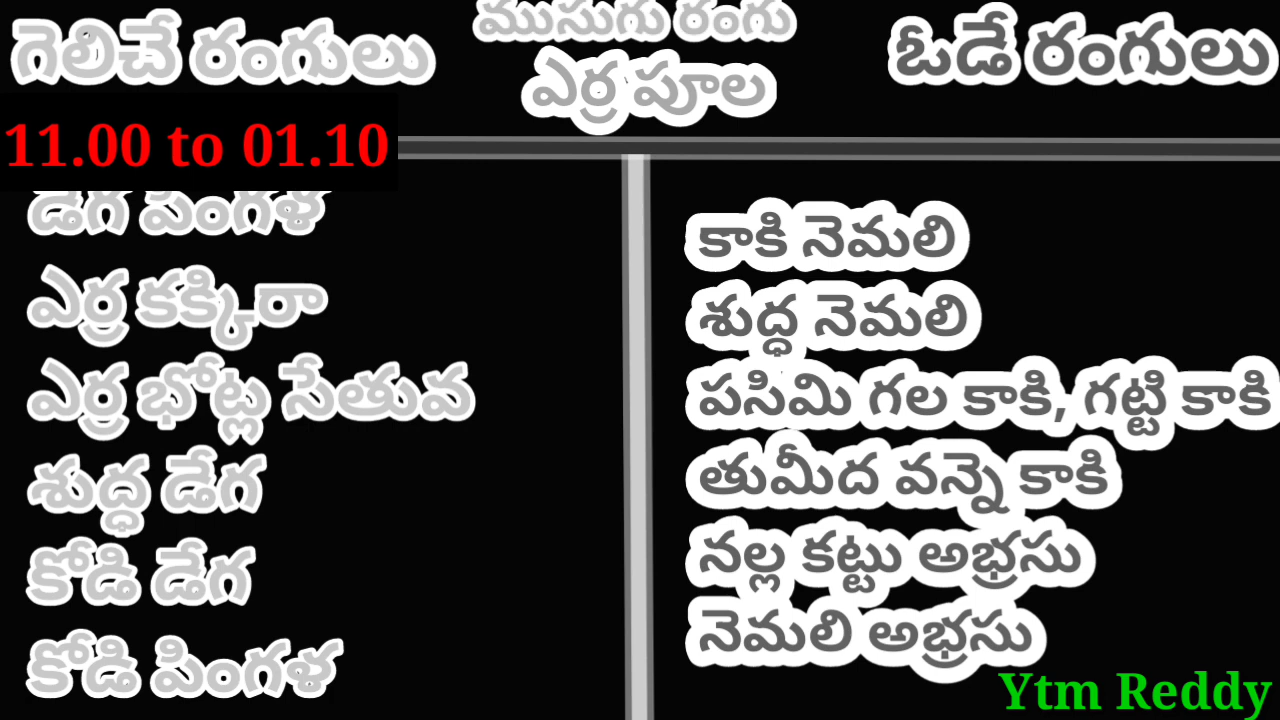 గెలిచే రంగులు
ముసుగు రంగు
ఎర్ర పూల
ఓడే రంగులు
11.00 to 01.10
డేగ పింగళ
ఎర్ర కక్కిరా
ఎర్ర భోట్ల సేతువ
శుద్ధ డేగ
కోడి డేగ
కోడి పింగళ
కాకి నెమలి
శుద్ధ నెమలి
పసిమి గల కాకి, గట్టి కాకి
తుమీద వన్నె కాకి
నల్ల కట్టు అభ్రసు
నెమలి అభ్రసు
Ytm Reddy